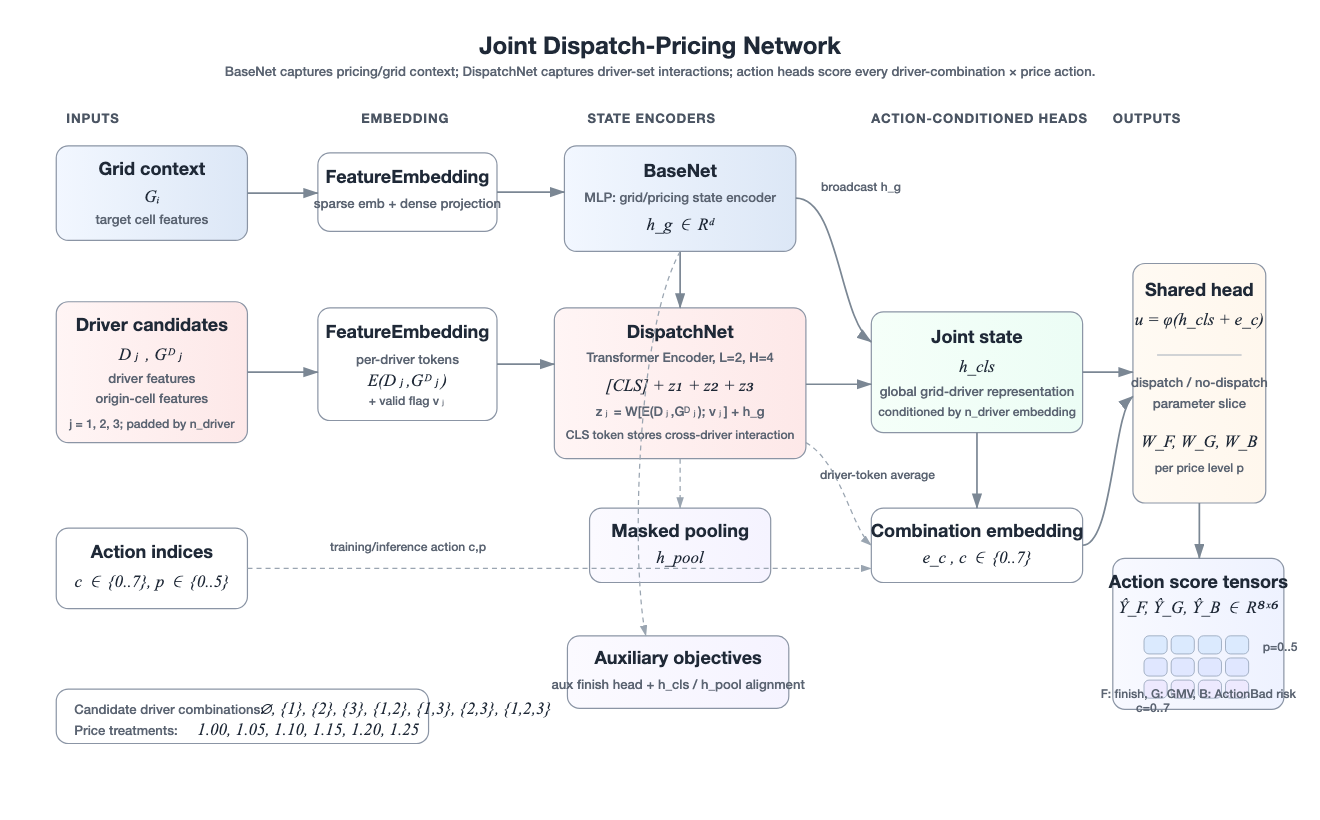 Joint Dispatch-Pricing Network
BaseNet captures pricing/grid context; DispatchNet captures driver-set interactions; action heads score every driver-combination × price action.
INPUTS
EMBEDDING
STATE ENCODERS
ACTION-CONDITIONED HEADS
OUTPUTS
Grid context
Gᵢ
target cell features
FeatureEmbedding
sparse emb + dense projection
BaseNet
MLP: grid/pricing state encoder
h_g ∈ Rᵈ
broadcast h_g
Driver candidates
Dⱼ , Gᴰⱼ
driver features
origin-cell features
j = 1, 2, 3; padded by n_driver
FeatureEmbedding
per-driver tokens
E(Dⱼ,Gᴰⱼ)
+ valid flag vⱼ
DispatchNet
Transformer Encoder, L=2, H=4
[CLS] + z₁ + z₂ + z₃
zⱼ = W[E(Dⱼ,Gᴰⱼ); vⱼ] + h_g
CLS token stores cross-driver interaction
Joint state
h_cls
global grid-driver representation
conditioned by n_driver embedding
Shared head
u = φ(h_cls + e_c)
dispatch / no-dispatch
parameter slice
W_F, W_G, W_B
per price level p
driver-token average
Action indices
c ∈ {0..7}, p ∈ {0..5}
training/inference action c,p
Masked pooling
h_pool
Combination embedding
e_c , c ∈ {0..7}
Action score tensors
Ŷ_F, Ŷ_G, Ŷ_B ∈ R⁸ˣ⁶
p=0..5
F: finish, G: GMV, B: ActionBad risk
c=0..7
Auxiliary objectives
aux finish head + h_cls / h_pool alignment
Candidate driver combinations: ∅, {1}, {2}, {3}, {1,2}, {1,3}, {2,3}, {1,2,3}
Price treatments: 1.00, 1.05, 1.10, 1.15, 1.20, 1.25